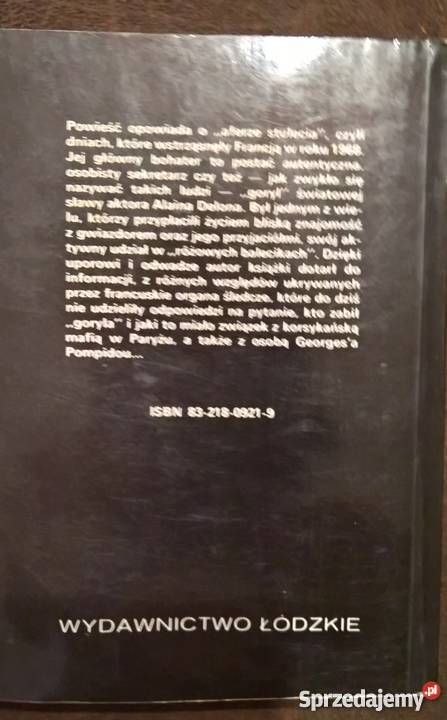 Powieść opowiada o „aferze stulecia", czyli
dniach, które wstrząsnęły Francją w roku 1968.
Jej główny bohater to postać autentyczna,
osobisty sekretarz czy też — jak zwykło się
nazywać takich ludzi — „goryl" światowej
sławy aktora Alaina Delona. Był jednym z wie-
lu, którzy przypłacili życiem bliską znajomość
z gwiazdorem oraz jego przyjaciółmi, swój ak-
tywny udział w „różowych balecikach". Dzięki
uporowi i odwadze autor książki dotarł do
informacji, z różnych względów ukrywanych
przez francuskie organa śledcze, które do dziś
nie udzieliły odpowiedzi na pytanie, kto zabił
„goryla" i jaki to miało związek z korsykańską
mafią w Paryżu, a także z osobą Georges'a
Pompidou...
ISBN 83-218-0921-9
WYDAWNICTWO ŁÓDZKIE
Sprzedajemy.pl